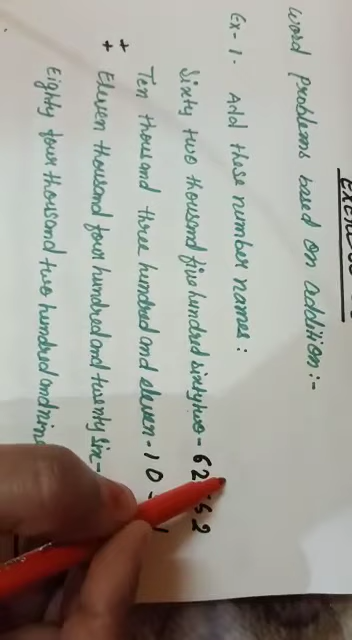 Word problems based on addition:-
Ex-1. Add these number names:
Sixty two thousand five hundred sixty two - 62
Ten thousand three hundred and eleven - 10
+ + Eleven thousand four hundred and twenty six -
Eighty four thousand two hundred and